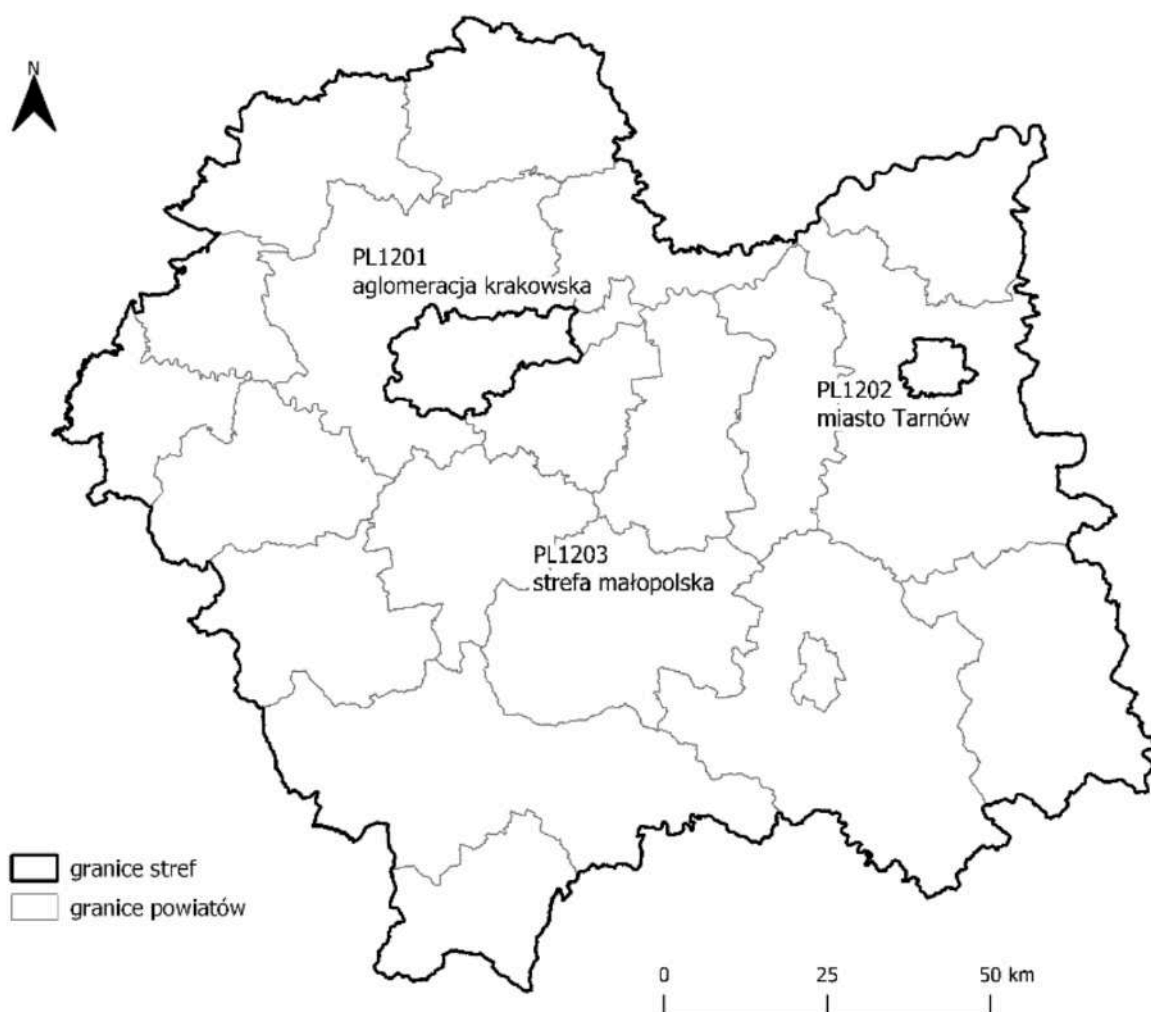 N
PL1201
aglomeracja krakowska
PL1202
miasto Tarnów
PL1203
strefa małopolska
granice stref
granice powiatów
0 25 50 km